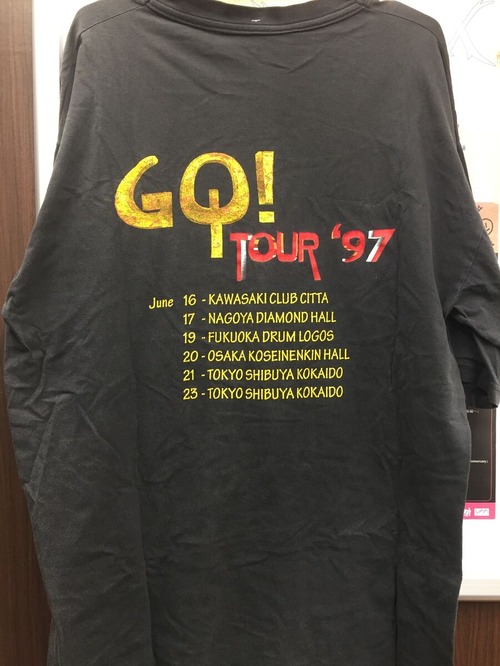 GO!
TOUR '97
June 16 - KAWASAKI CLUB CITTA
17 - NAGOYA DIAMOND HALL
19 - FUKUOKA DRUM LOGOS
20 - OSAKA KOSEINENKIN HALL
21 - TOKYO SHIBUYA KOKAIDO
23 - TOKYO SHIBUYA KOKAIDO